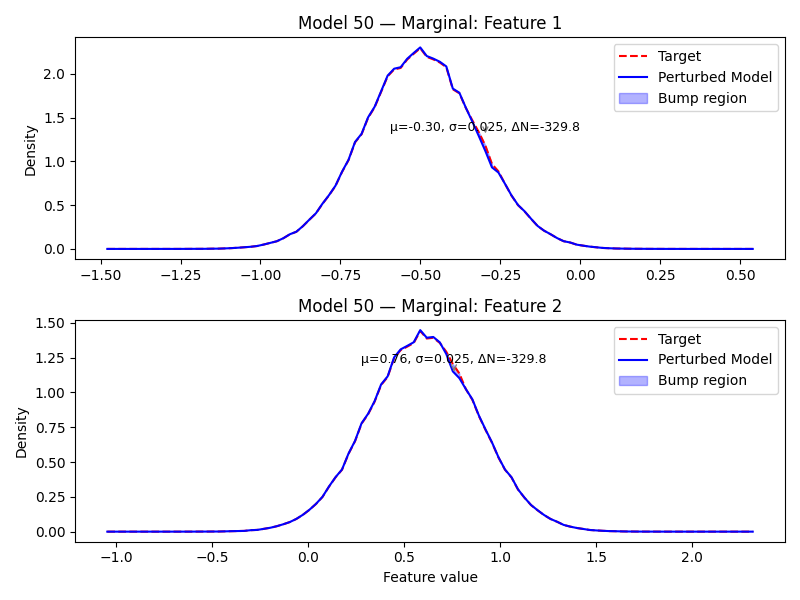 Model 50 — Marginal: Feature 1
Target
Perturbed Model
Bump region
μ=-0.30, σ=0.025, ΔN=-329.8
Density
2.0
1.5
1.0
0.5
0.0
−1.50
−1.25
−1.00
−0.75
−0.50
−0.25
0.00
0.25
0.50
Model 50 — Marginal: Feature 2
Target
Perturbed Model
Bump region
μ=0.76, σ=0.025, ΔN=-329.8
Density
1.50
1.25
1.00
0.75
0.50
0.25
0.00
−1.0
−0.5
0.0
0.5
1.0
1.5
2.0
Feature value